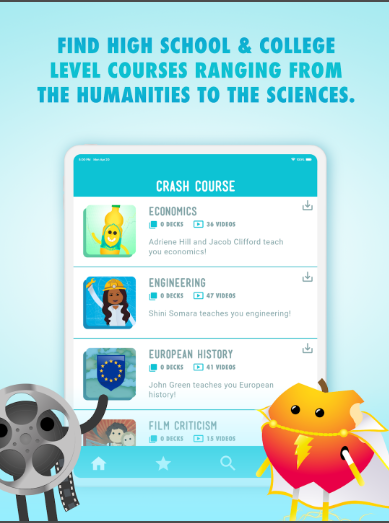 FIND HIGH SCHOOL & COLLEGE
LEVEL COURSES RANGING FROM
THE HUMANITIES TO THE SCIENCES.
CRASH COURSE
ECONOMICS
0 DECKS 36 VIDEOS
Adriene Hill and Jacob Clifford teach
you economics!
ENGINEERING
0 DECKS 47 VIDEOS
Shini Somara teaches you engineering!
EUROPEAN HISTORY
0 DECKS 41 VIDEOS
John Green teaches you European
history!
FILM CRITICISM
0 DECKS 15 VIDEOS